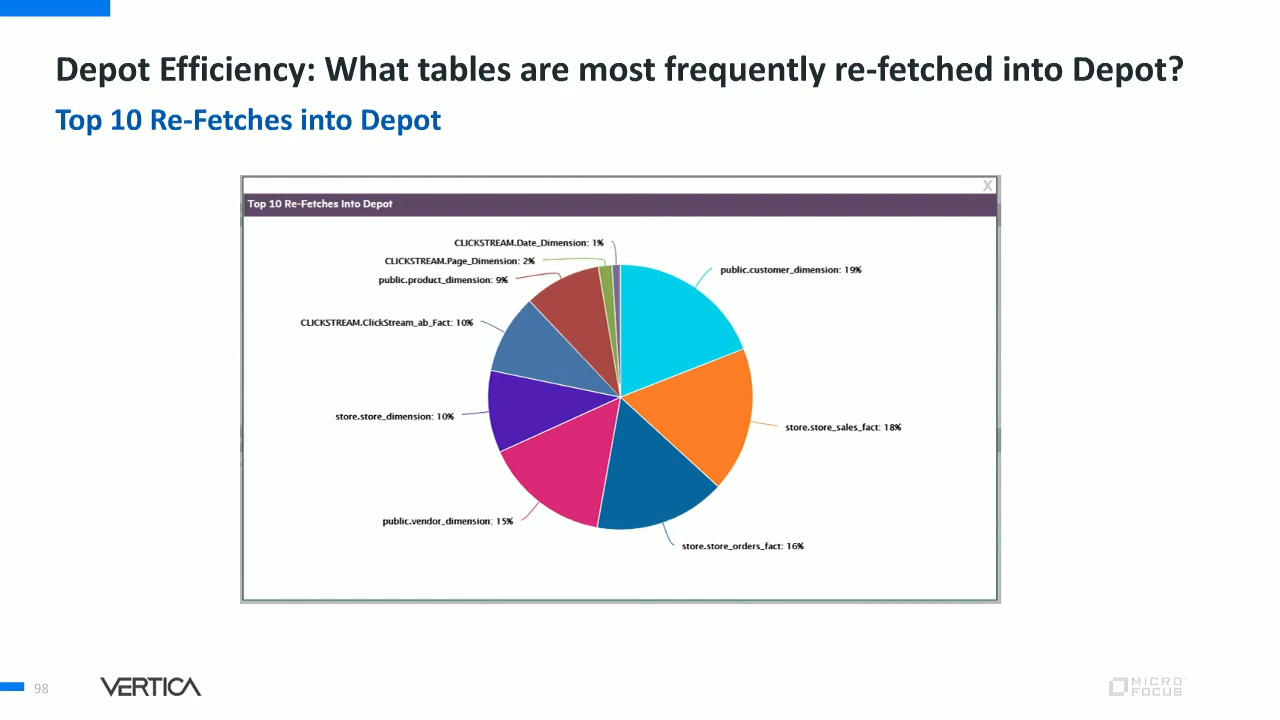 Depot Efficiency: What tables are most frequently re-fetched into Depot?
Top 10 Re-Fetches into Depot
X
Top 10 Re-Fetches Into Depot
CLICKSTREAM.Date_Dimension: 1%
CLICKSTREAM.Page_Dimension: 2%
public.customer_dimension: 19%
public.product_dimension: 9%
CLICKSTREAM.ClickStream_ab_Fact: 10%
store.store_dimension: 10%
store.store_sales_fact: 18%
public.vendor_dimension: 15%
store.store_orders_fact: 16%
98
VERTICA
MICRO
FOCUS